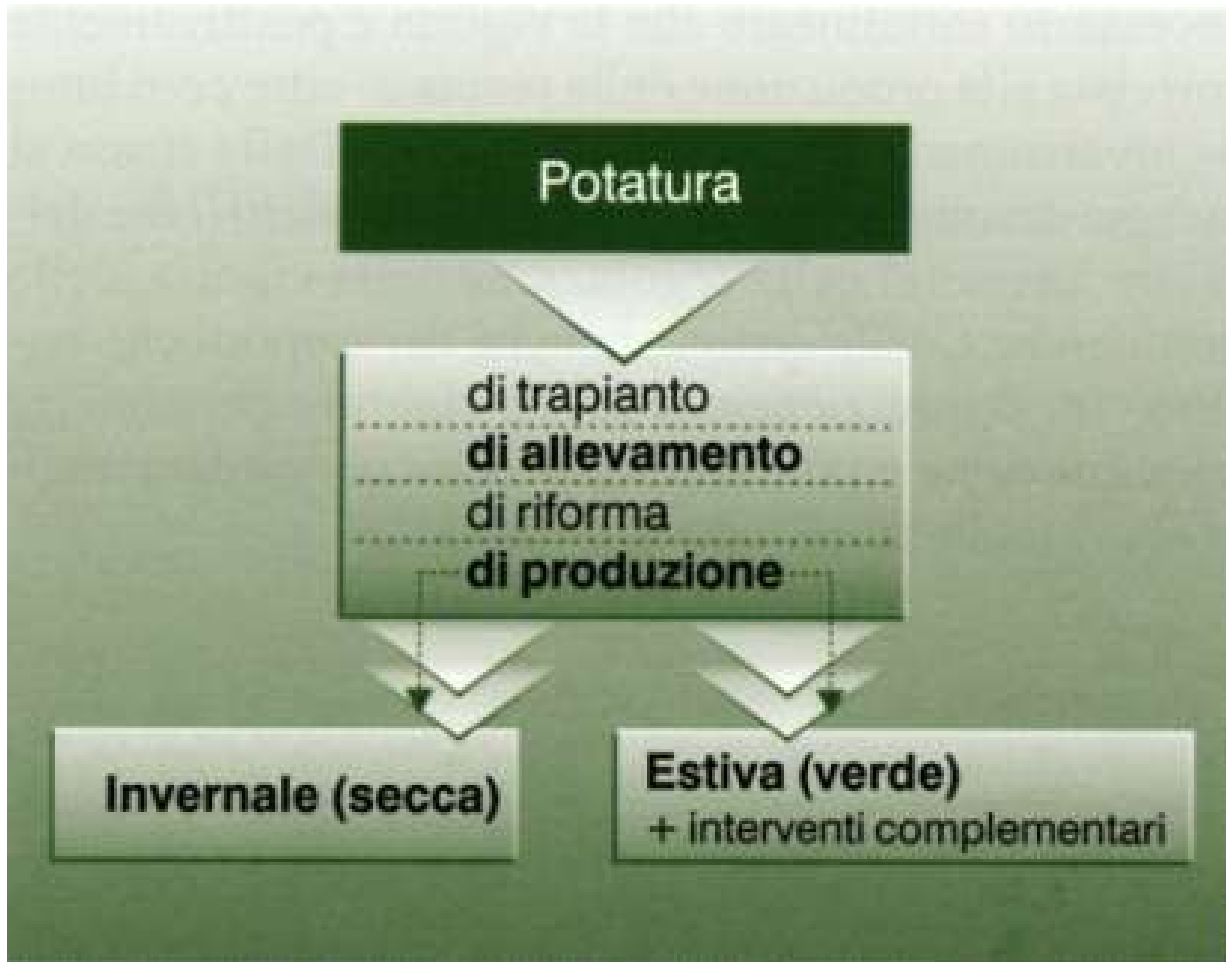 Potatura
di trapianto
di allevamento
di riforma
di produzione
Invernale (secca)
Estiva (verde)
+ interventi complementari